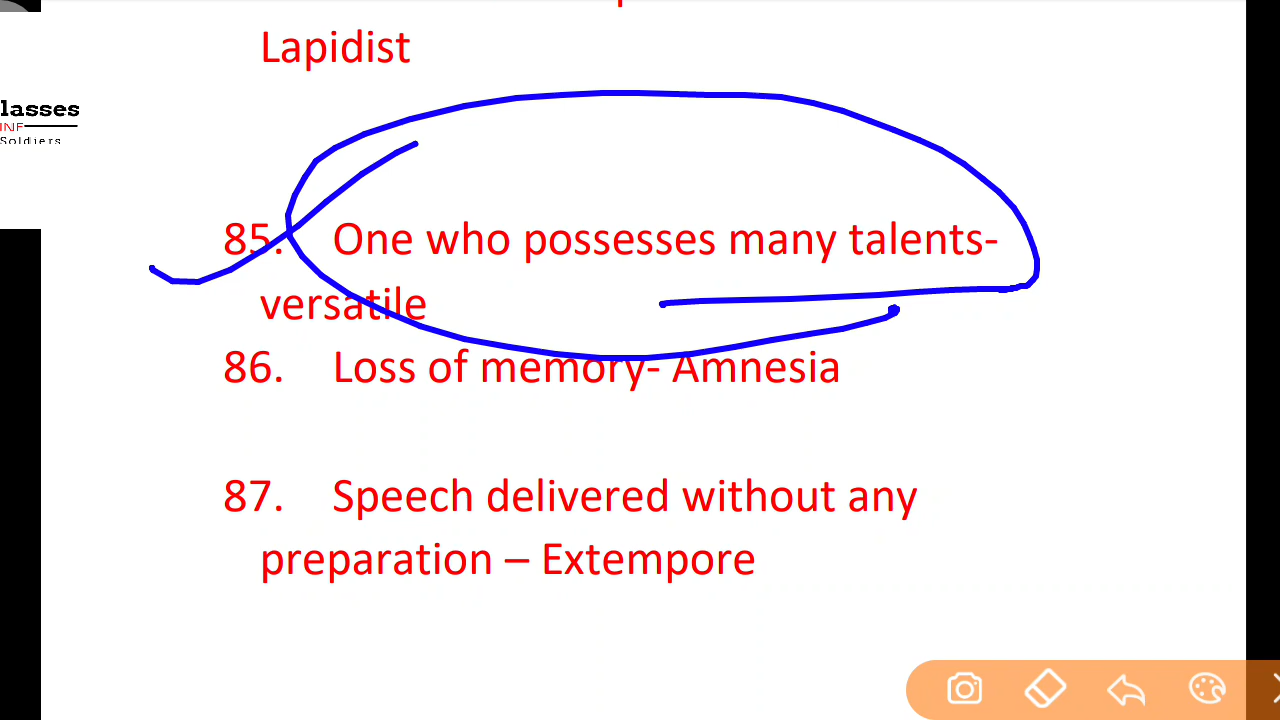 Lapidist
lasses
INF
Soldiers
85. One who possesses many talents-
versatile
86. Loss of memory- Amnesia
87. Speech delivered without any
preparation – Extempore